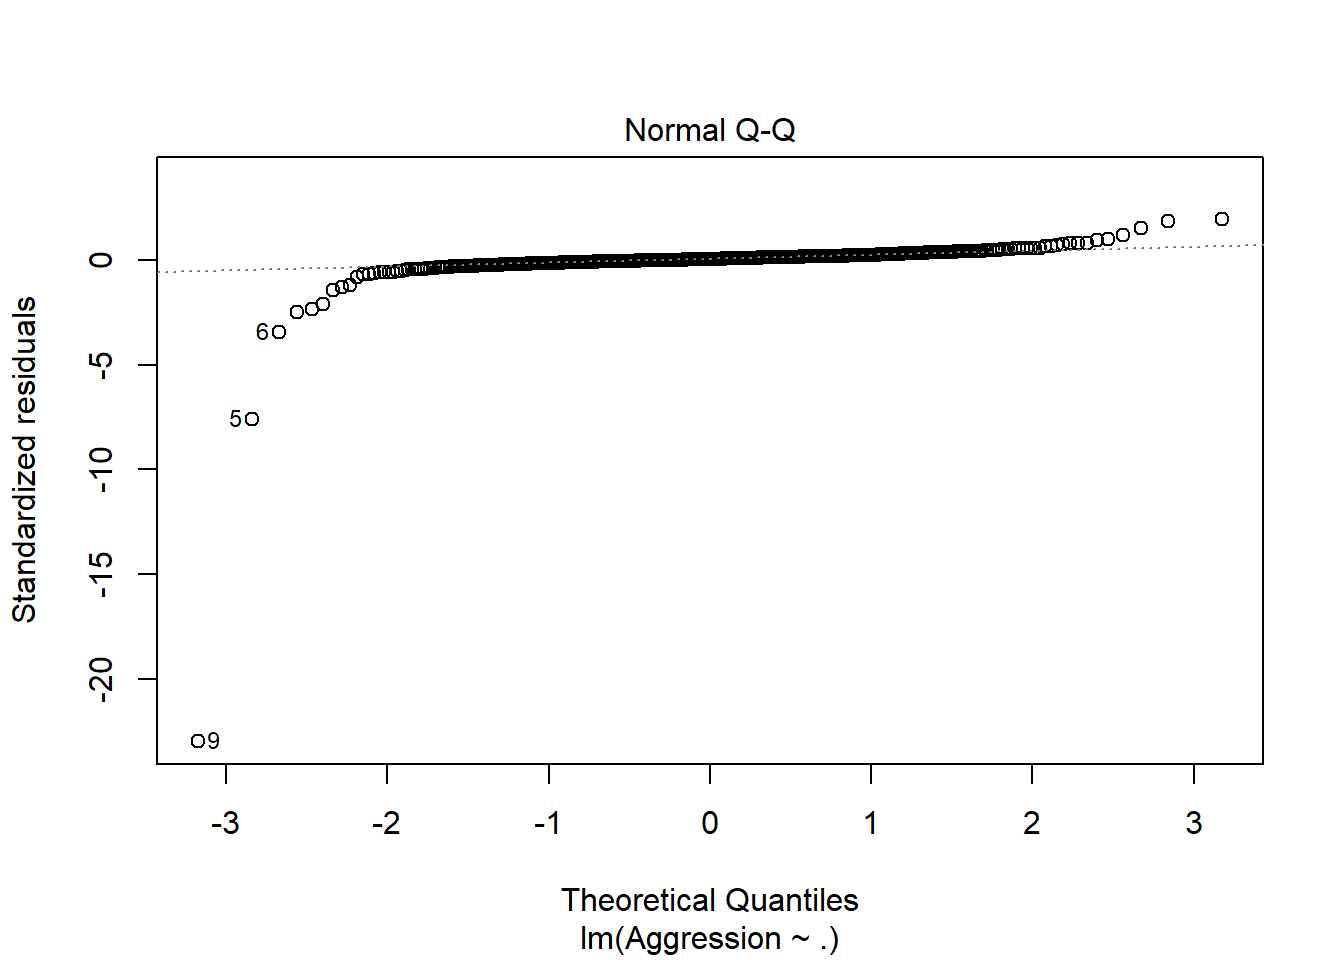 Normal Q-Q
Standardized residuals
0
-5
-10
-15
-20
6
5
9
-3 -2 -1 0 1 2 3
Theoretical Quantiles
lm(Aggression ~ .)